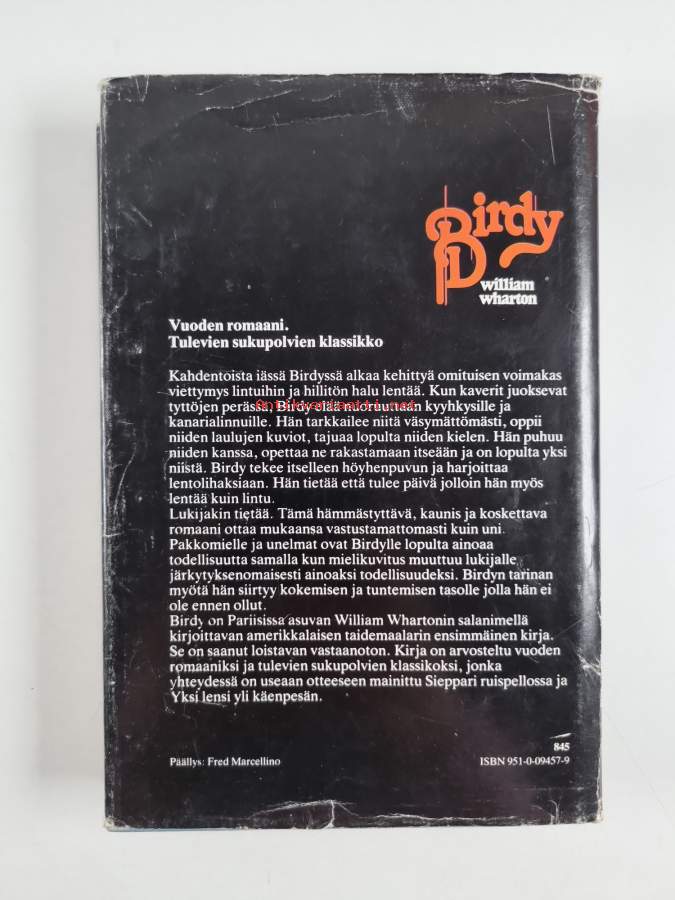 Birdy
william
wharton
Vuoden romaani.
Tulevien sukupolvien klassikko
Kahdentoista iässä Birdyssä alkaa kehittyä omituisen voimakas
viettymys lintuihin ja hillitön halu lentää. Kun kaverit juoksevat
tyttöjen perässä, Birdy elää nuoruuttaan kyyhkysille ja
kanarialinnuille. Hän tarkkailee niitä väsymättömästi, oppii
niiden laulujen kuviot, tajuaa lopulta niiden kielen. Hän puhuu
niiden kanssa, opettaa ne rakastamaan itseään ja on lopulta yksi
niistä. Birdy tekee itselleen höyhenpuvun ja harjoittaa
lentolihaksiaan. Hän tietää että tulee päivä jolloin hän myös
lentää kuin lintu.
Lukijakin tietää. Tämä hämmästyttävä, kaunis ja koskettava
romaani ottaa mukaansa vastustamattomasti kuin uni.
Pakkomielle ja unelmat ovat Birdylle lopulta ainoaa
todellisuutta samalla kun mielikuvitus muuttuu lukijalle
järkytyksenomaisesti ainoaksi todellisuudeksi. Birdyn tarinan
myötä hän siirtyy kokemisen ja tuntemisen tasolle jolla hän ei
ole ennen ollut.
Birdy on Pariisissa asuvan William Whartonin salanimellä
kirjoittavan amerikkalaisen taidemaalarin ensimmäinen kirja.
Se on saanut loistavan vastaanoton. Kirja on arvosteltu vuoden
romaaniksi ja tulevien sukupolvien klassikoksi, jonka
yhteydessä on useaan otteeseen mainittu Sieppari ruispellossa ja
Yksi lensi yli käenpesän.
845
Päällys: Fred Marcellino
ISBN 951-0-09457-9